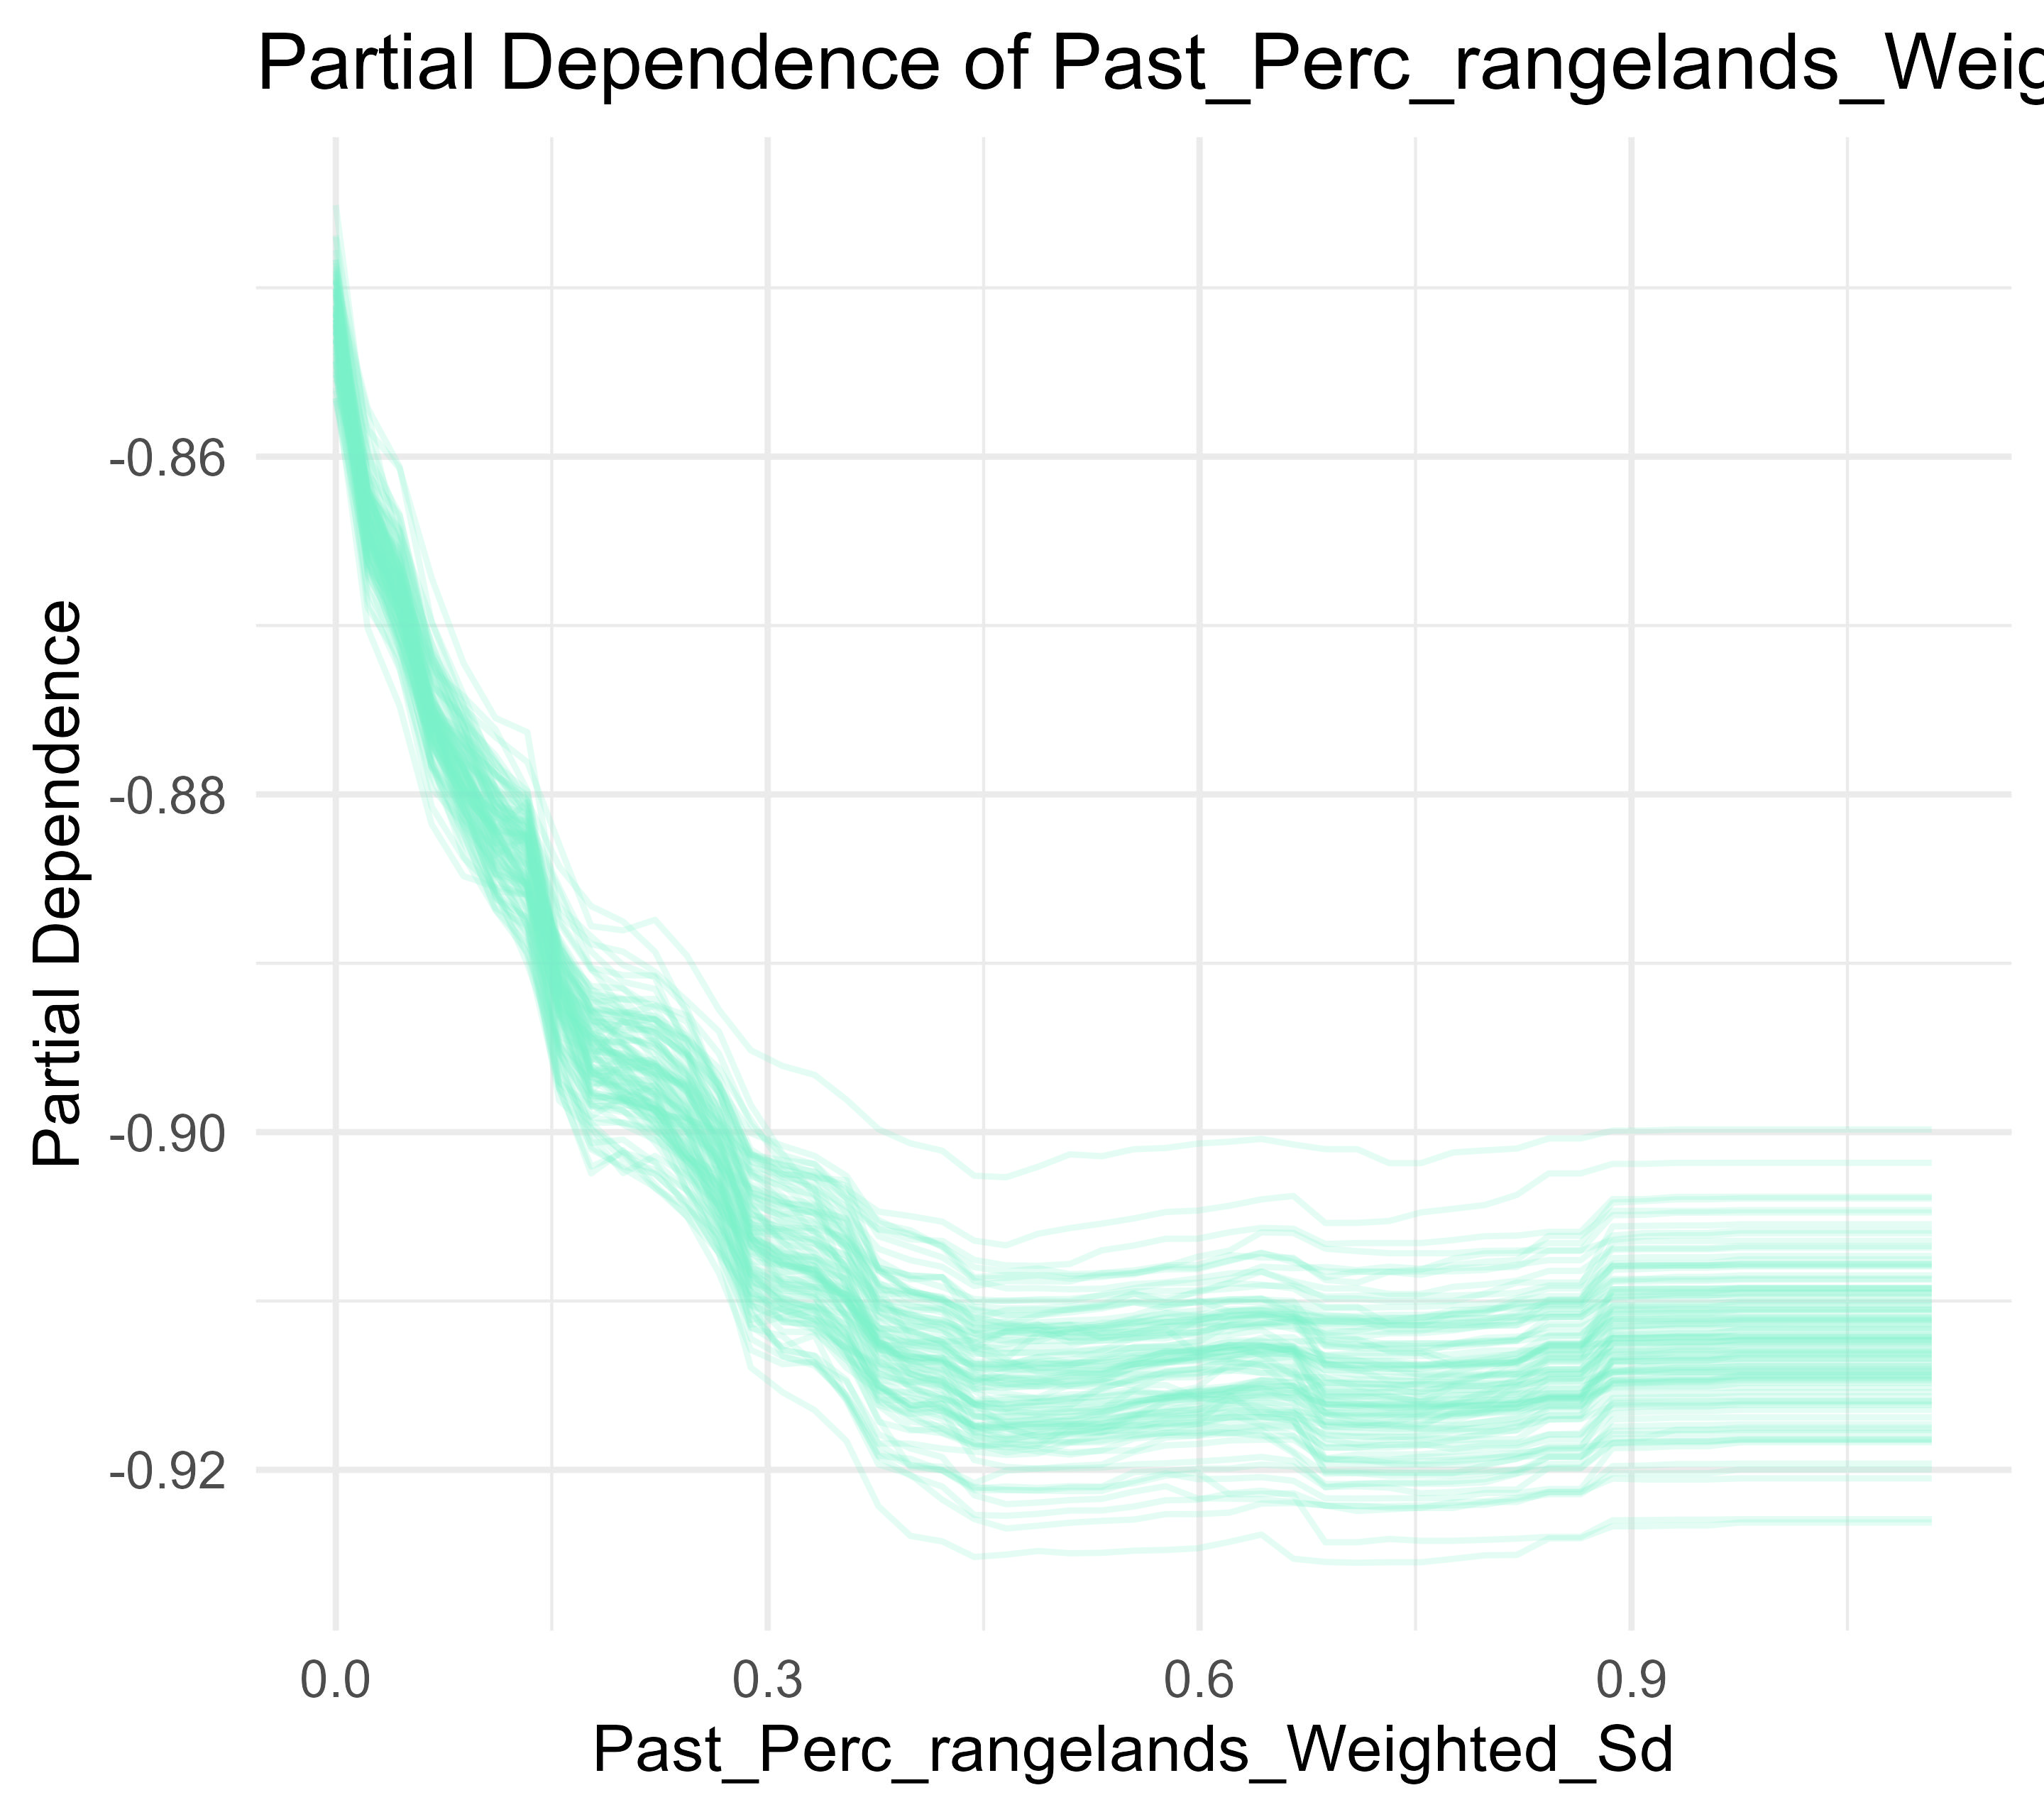 Partial Dependence of Past_Perc_rangelands_Weig
-0.86
-0.88
-0.90
-0.92
Partial Dependence
0.0 0.3 0.6 0.9
Past_Perc_rangelands_Weighted_Sd